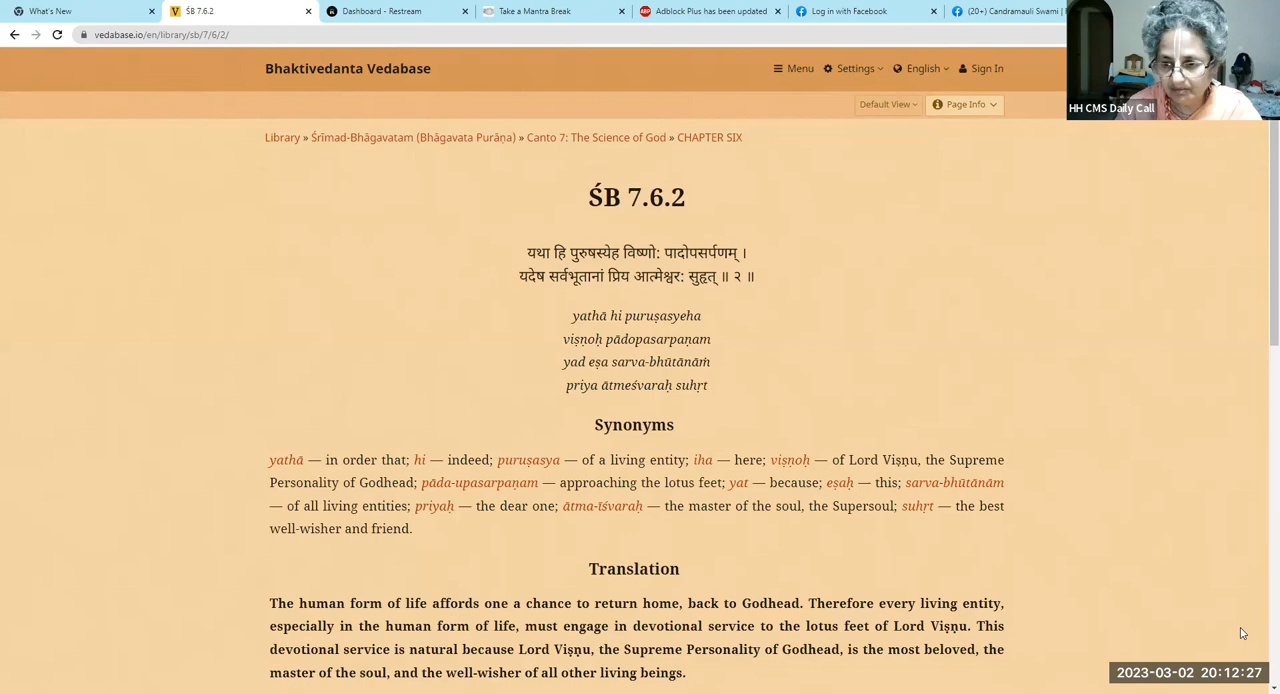 What's New
ŚB 7.6.2
Dashboard - Restream
Take a Mantra Break
Adblock Plus has been updated
Log in with Facebook
(20+) Candramauli Swami |
vedabase.io/en/library/sb/7/6/2/
Bhaktivedanta Vedabase
Menu Settings English Sign In
HH CMS Daily Call
Default View Page Info
Library » Śrīmad-Bhāgavatam (Bhāgavata Purāṇa) » Canto 7: The Science of God » CHAPTER SIX
ŚB 7.6.2
यथा हि पुरुषस्येह विष्णो: पादोपसर्पणम् ।
यदेष सर्वभूतानां प्रिय आत्मेश्वर: सुहृत् ॥ २ ॥
yathā hi puruṣasyeha
viṣṇoḥ pādopasarpaṇam
yad eṣa sarva-bhūtānāṁ
priya ātmeśvaraḥ suhṛt
Synonyms
yathā — in order that; hi — indeed; puruṣasya — of a living entity; iha — here; viṣṇoḥ — of Lord Viṣṇu, the Supreme
Personality of Godhead; pāda-upasarpaṇam — approaching the lotus feet; yat — because; eṣaḥ — this; sarva-bhūtānām
— of all living entities; priyaḥ — the dear one; ātma-īśvaraḥ — the master of the soul, the Supersoul; suhṛt — the best
well-wisher and friend.
Translation
The human form of life affords one a chance to return home, back to Godhead. Therefore every living entity,
especially in the human form of life, must engage in devotional service to the lotus feet of Lord Viṣṇu. This
devotional service is natural because Lord Viṣṇu, the Supreme Personality of Godhead, is the most beloved, the
master of the soul, and the well-wisher of all other living beings.
2023-03-02 20:12:27